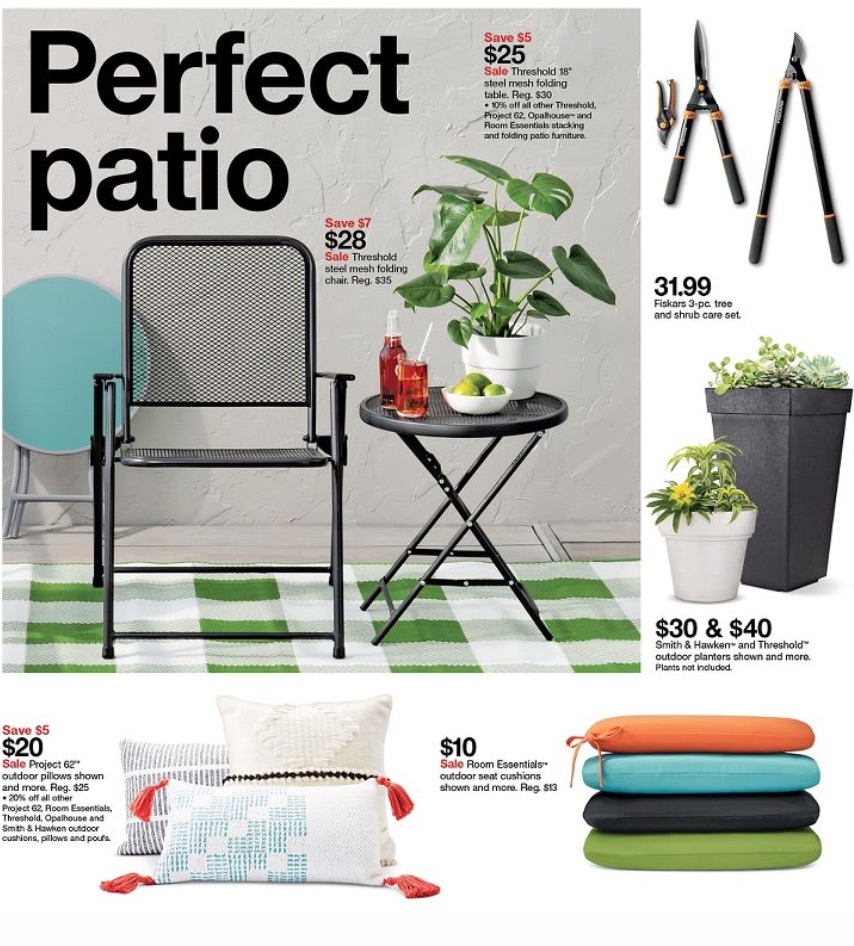 Perfect
patio
Save $5
$25
Sale Threshold 18"
steel mesh folding
table. Reg. $30
• 10% off all other Threshold,
Project 62, Opalhouse™ and
Room Essentials stacking
and folding patio furniture.
Save $7
$28
Sale Threshold
steel mesh folding
chair. Reg. $35
31.99
Fiskars 3-pc. tree
and shrub care set.
$30 & $40
Smith & Hawken™ and Threshold™
outdoor planters shown and more.
Plants not included.
Save $5
$20
Sale Project 62™
outdoor pillows shown
and more. Reg. $25
• 20% off all other
Project 62, Room Essentials,
Threshold, Opalhouse and
Smith & Hawken outdoor
cushions, pillows and poufs.
$10
Sale Room Essentials™
outdoor seat cushions
shown and more. Reg. $13